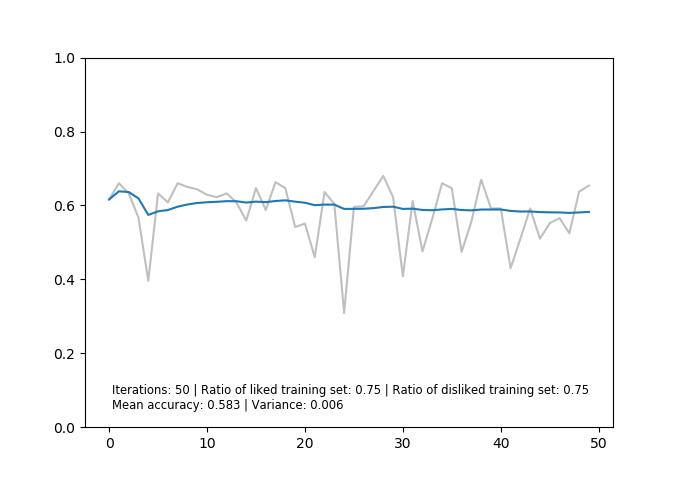 1.0
0.8
0.6
0.4
0.2
0.0
Iterations: 50 | Ratio of liked training set: 0.75 | Ratio of disliked training set: 0.75
Mean accuracy: 0.583 | Variance: 0.006
0 10 20 30 40 50